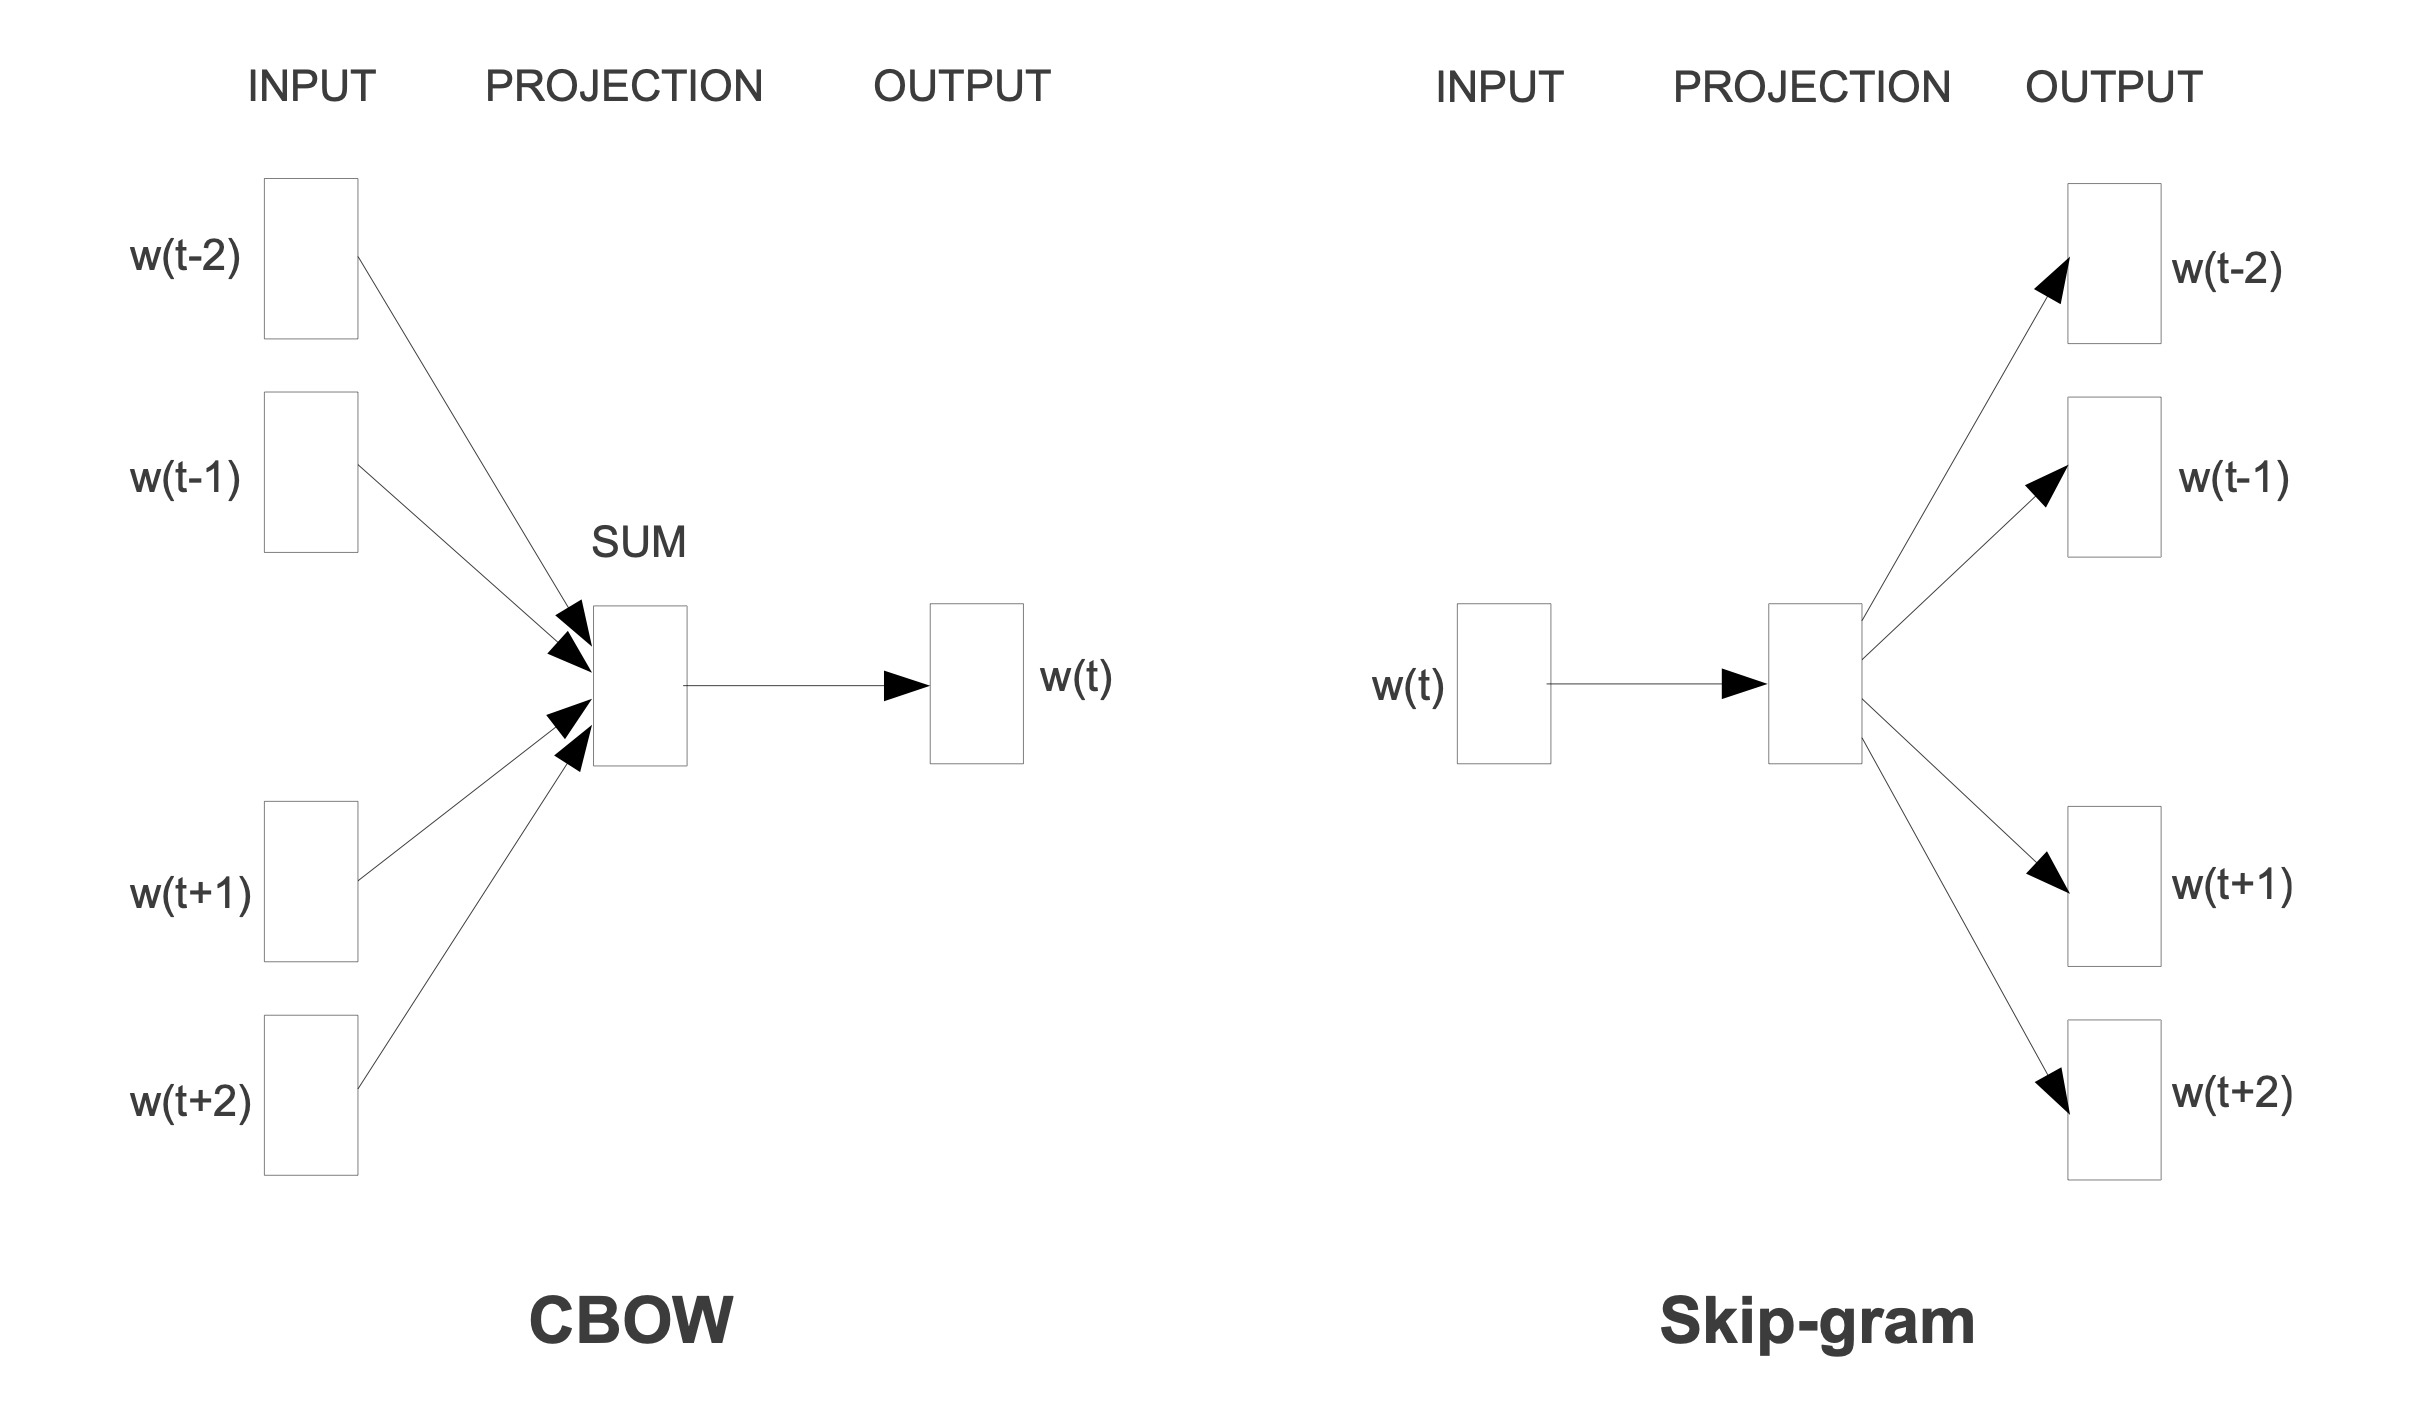 INPUT PROJECTION OUTPUT
w(t-2)
w(t-1)
SUM
w(t)
w(t+1)
w(t+2)
CBOW
INPUT PROJECTION OUTPUT
w(t-2)
w(t-1)
w(t)
w(t+1)
w(t+2)
Skip-gram